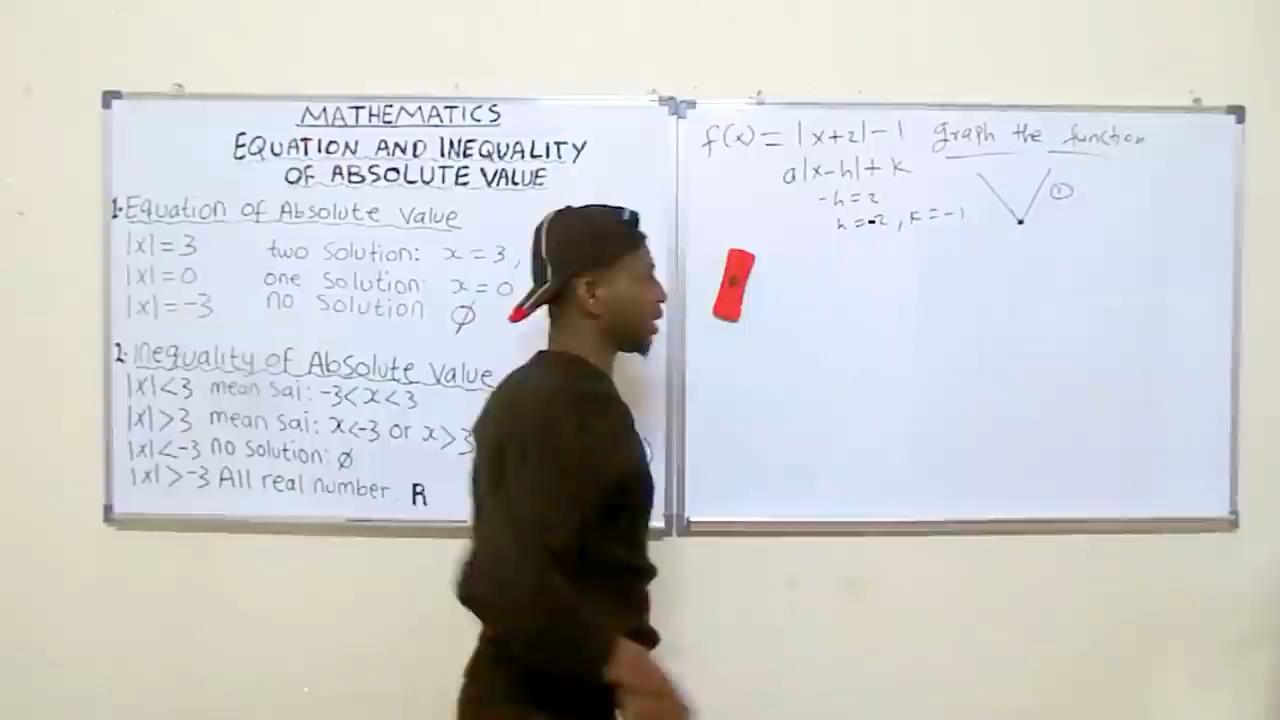 MATHEMATICS
EQUATION AND INEQUALITY
OF ABSOLUTE VALUE
1. Equation of Absolute Value
|x|=3 two solution: x=3,
|x|=0 one solution: x=0
|x|=-3 no solution ∅
2. Inequality of Absolute Value
|x|<3 mean sai: -3<x<3
|x|>3 mean sai: x<-3 or x>3
|x|<-3 no solution: ∅
|x|>-3 All real number R
f(x)=|x+2|-1 graph the function
a|x-h|+k
-h=2
h=-2, k=-1
①